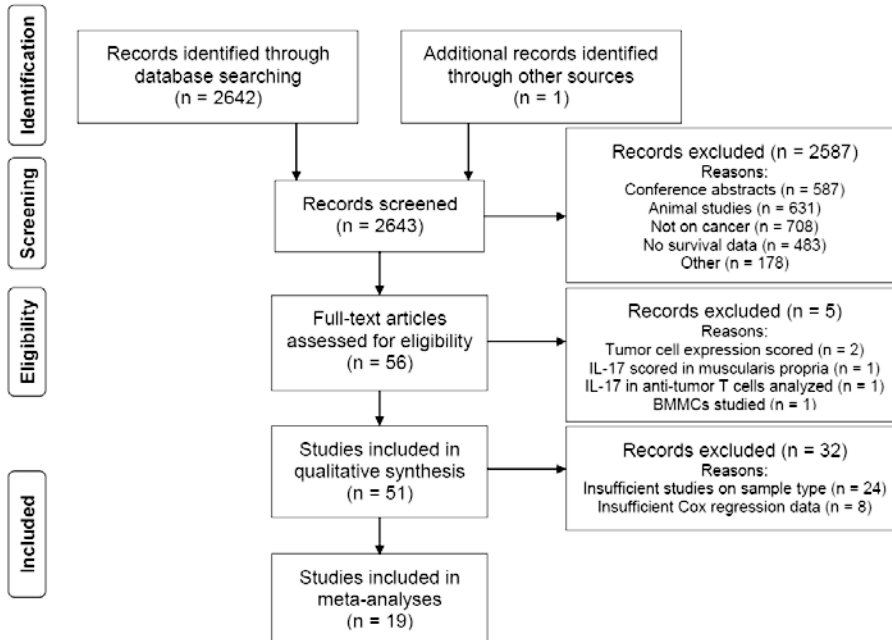 Identification
Records identified through
database searching
(n = 2642)
Additional records identified
through other sources
(n = 1)
Screening
Records screened
(n = 2643)
Records excluded (n = 2587)
Reasons:
Conference abstracts (n = 587)
Animal studies (n = 631)
Not on cancer (n = 708)
No survival data (n = 483)
Other (n = 178)
Eligibility
Full-text articles
assessed for eligibility
(n = 56)
Records excluded (n = 5)
Reasons:
Tumor cell expression scored (n = 2)
IL-17 scored in muscularis propria (n = 1)
IL-17 in anti-tumor T cells analyzed (n = 1)
BMMCs studied (n = 1)
Included
Studies included in
qualitative synthesis
(n = 51)
Records excluded (n = 32)
Reasons:
Insufficient studies on sample type (n = 24)
Insufficient Cox regression data (n = 8)
Studies included in
meta-analyses
(n = 19)